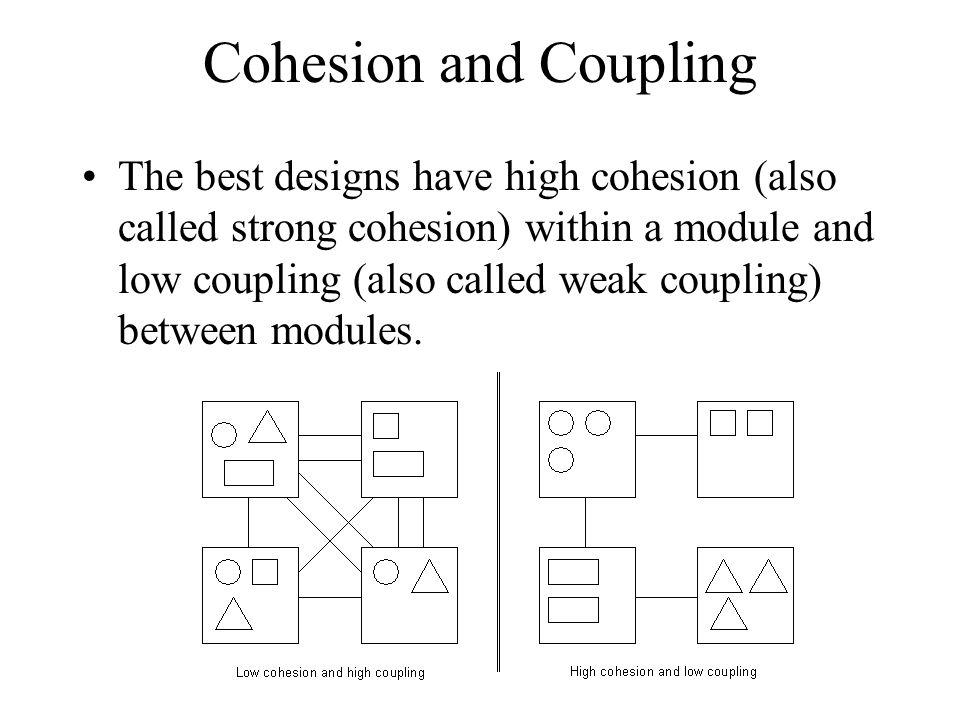 Cohesion and Coupling
• The best designs have high cohesion (also
called strong cohesion) within a module and
low coupling (also called weak coupling)
between modules.
Low cohesion and high coupling
High cohesion and low coupling